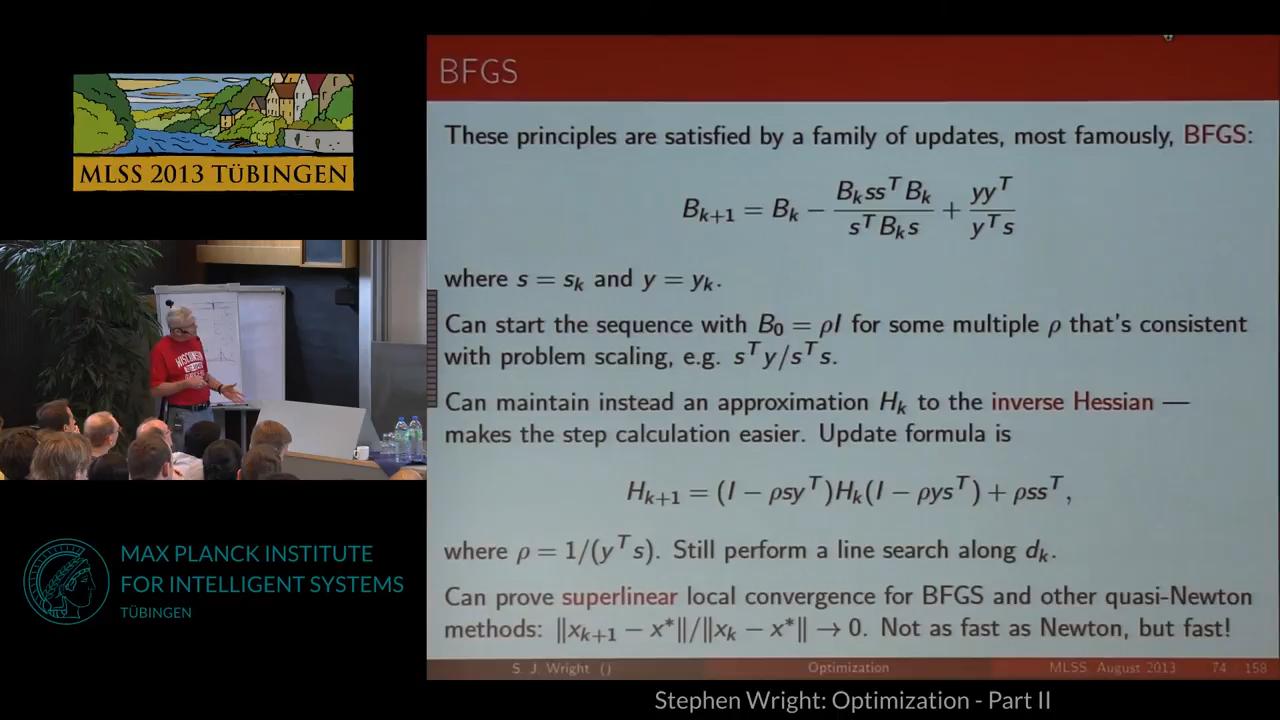 MLSS 2013 TÜBINGEN
WISCONSIN
MAX PLANCK INSTITUTE
FOR INTELLIGENT SYSTEMS
TÜBINGEN
BFGS
These principles are satisfied by a family of updates, most famously, BFGS:
B_{k+1} = B_k − \frac{B_k ss^T B_k}{s^T B_k s} + \frac{yy^T}{y^T s}
where s = s_k and y = y_k.
Can start the sequence with B_0 = ρI for some multiple ρ that's consistent
with problem scaling, e.g. s^T y/s^T s.
Can maintain instead an approximation H_k to the inverse Hessian —
makes the step calculation easier. Update formula is
H_{k+1} = (I − ρsy^T)H_k(I − ρys^T) + ρss^T,
where ρ = 1/(y^T s). Still perform a line search along d_k.
Can prove superlinear local convergence for BFGS and other quasi-Newton
methods: ‖x_{k+1} − x*‖/‖x_k − x*‖ → 0. Not as fast as Newton, but fast!
S. J. Wright () Optimization MLSS, August 2013 74 / 158
Stephen Wright: Optimization - Part II